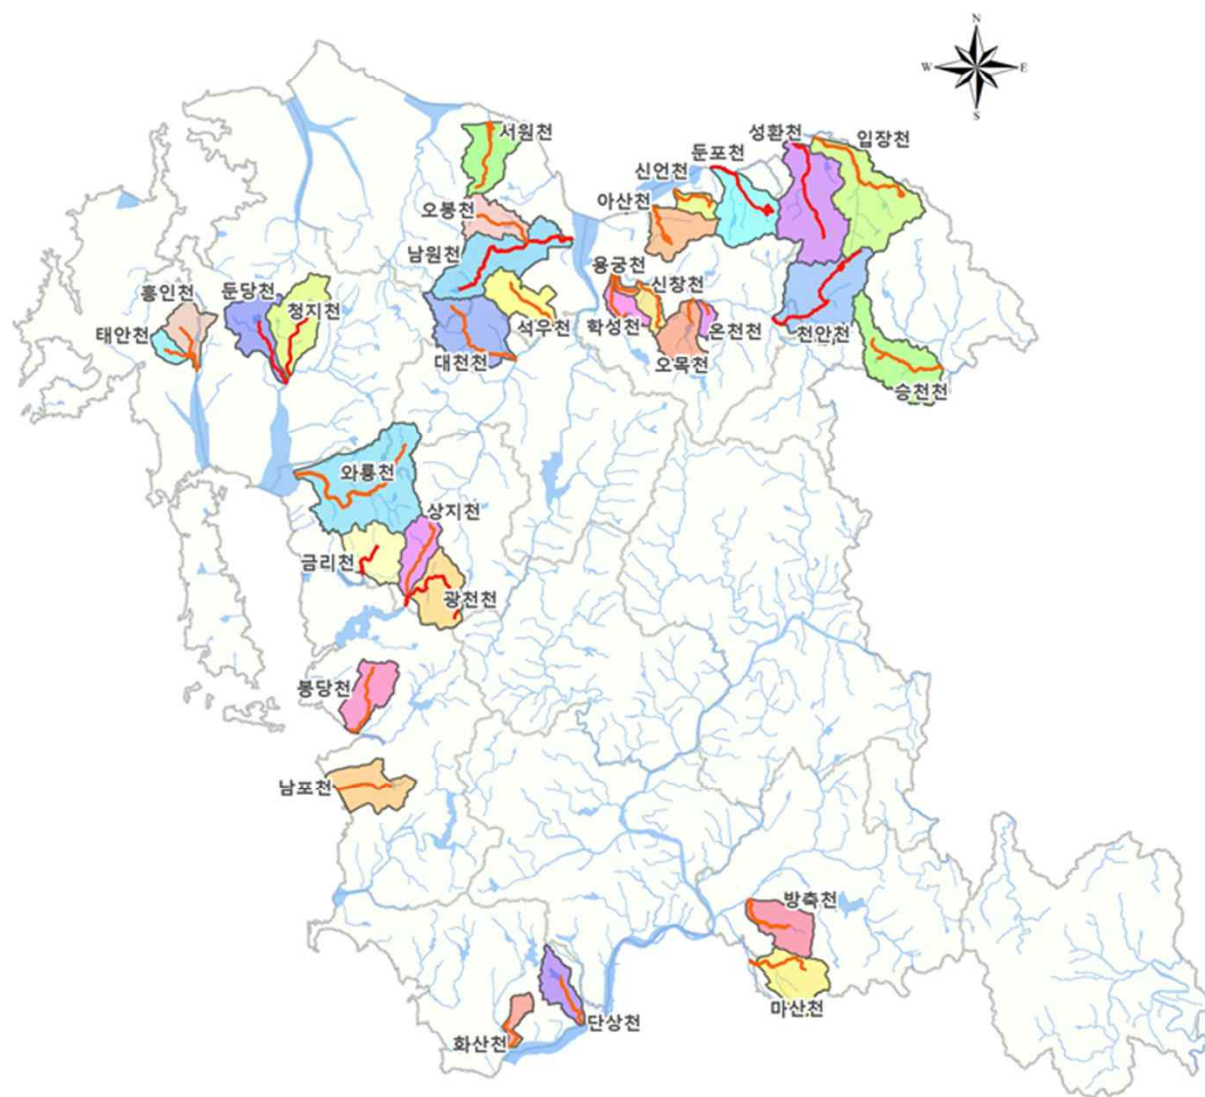 N
W
E
S
서원천
성환천
입장천
둔포천
신언천
아산천
오봉천
남원천
용궁천
신창천
흥인천
둔당천
청지천
태안천
석우천
학성천
온천천
천안천
대천천
오목천
승천천
와룡천
상지천
금리천
광천천
봉당천
남포천
방축천
마산천
단상천
화산천